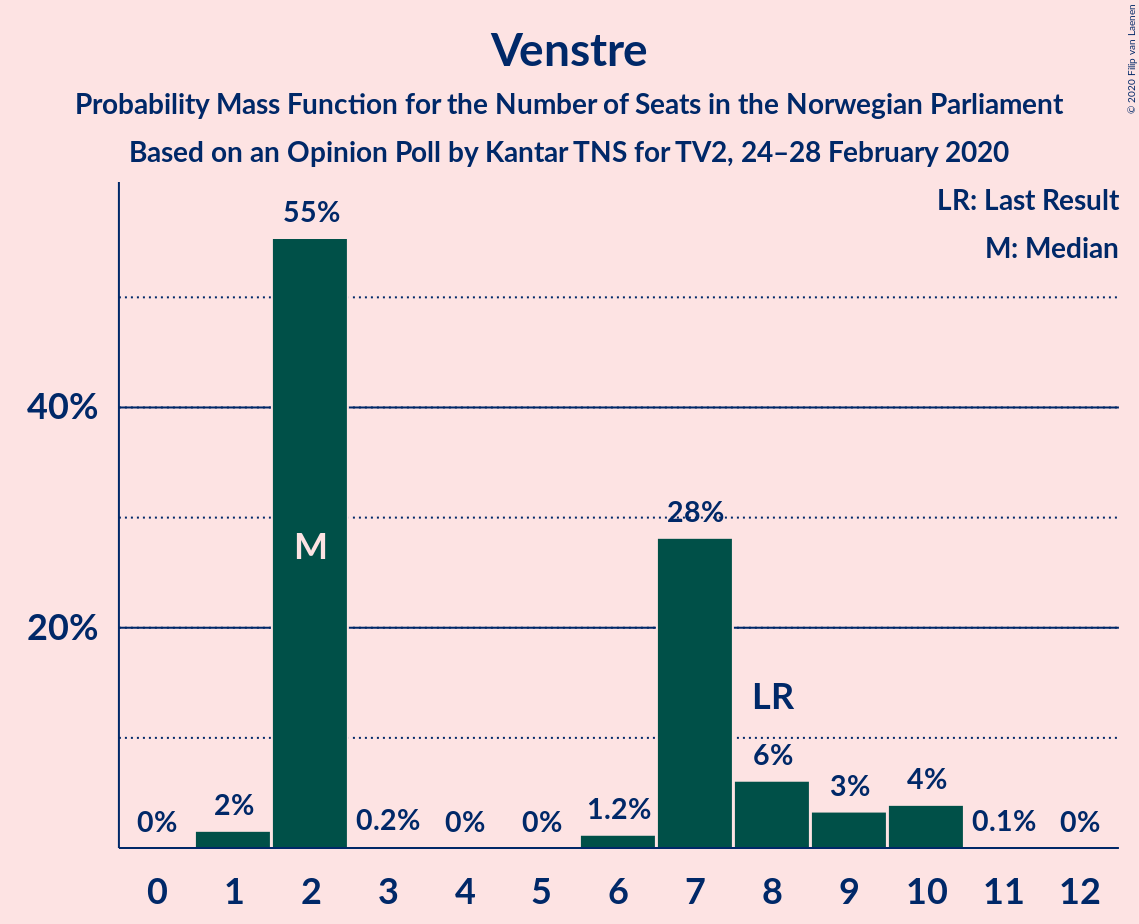 Venstre
Probability Mass Function for the Number of Seats in the Norwegian Parliament
Based on an Opinion Poll by Kantar TNS for TV2, 24–28 February 2020
© 2020 Filip van Laenen
LR: Last Result
M: Median
55%
40%
28%
M
20%
LR
6%
4%
3%
2%
1.2%
0%
0.2%
0%
0%
0.1%
0%
0 1 2 3 4 5 6 7 8 9 10 11 12